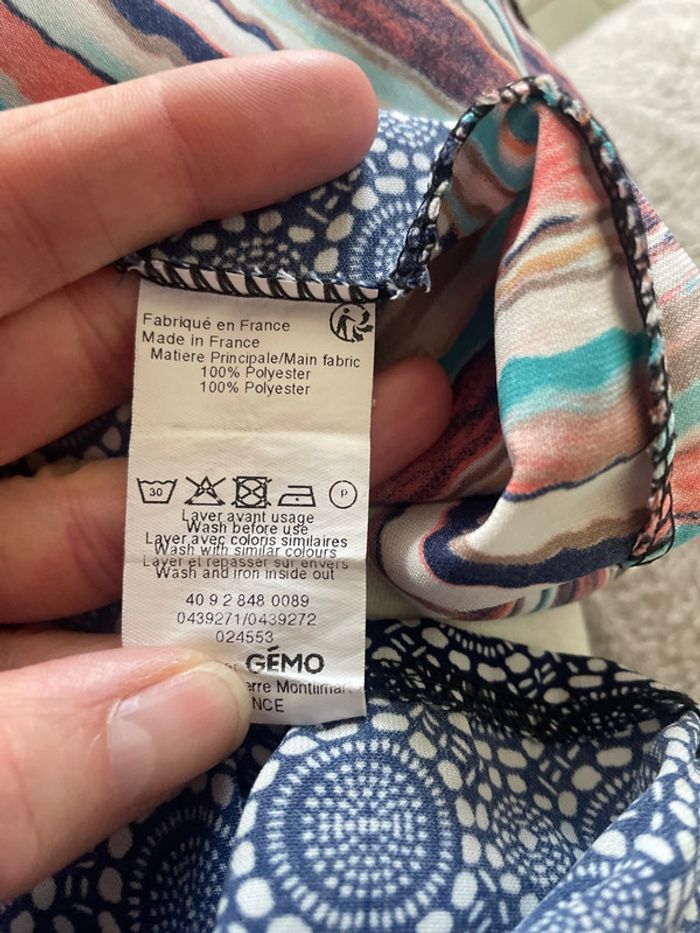 Fabriqué en France
Made in France
Matiere Principale/Main fabric
100% Polyester
100% Polyester
30 P
Laver avant usage
Wash before use
Laver avec coloris similaires
Wash with similar colours
Laver et repasser sur envers
Wash and iron inside out
40 9 2 848 0089
0439271/0439272
024553
GÉMO